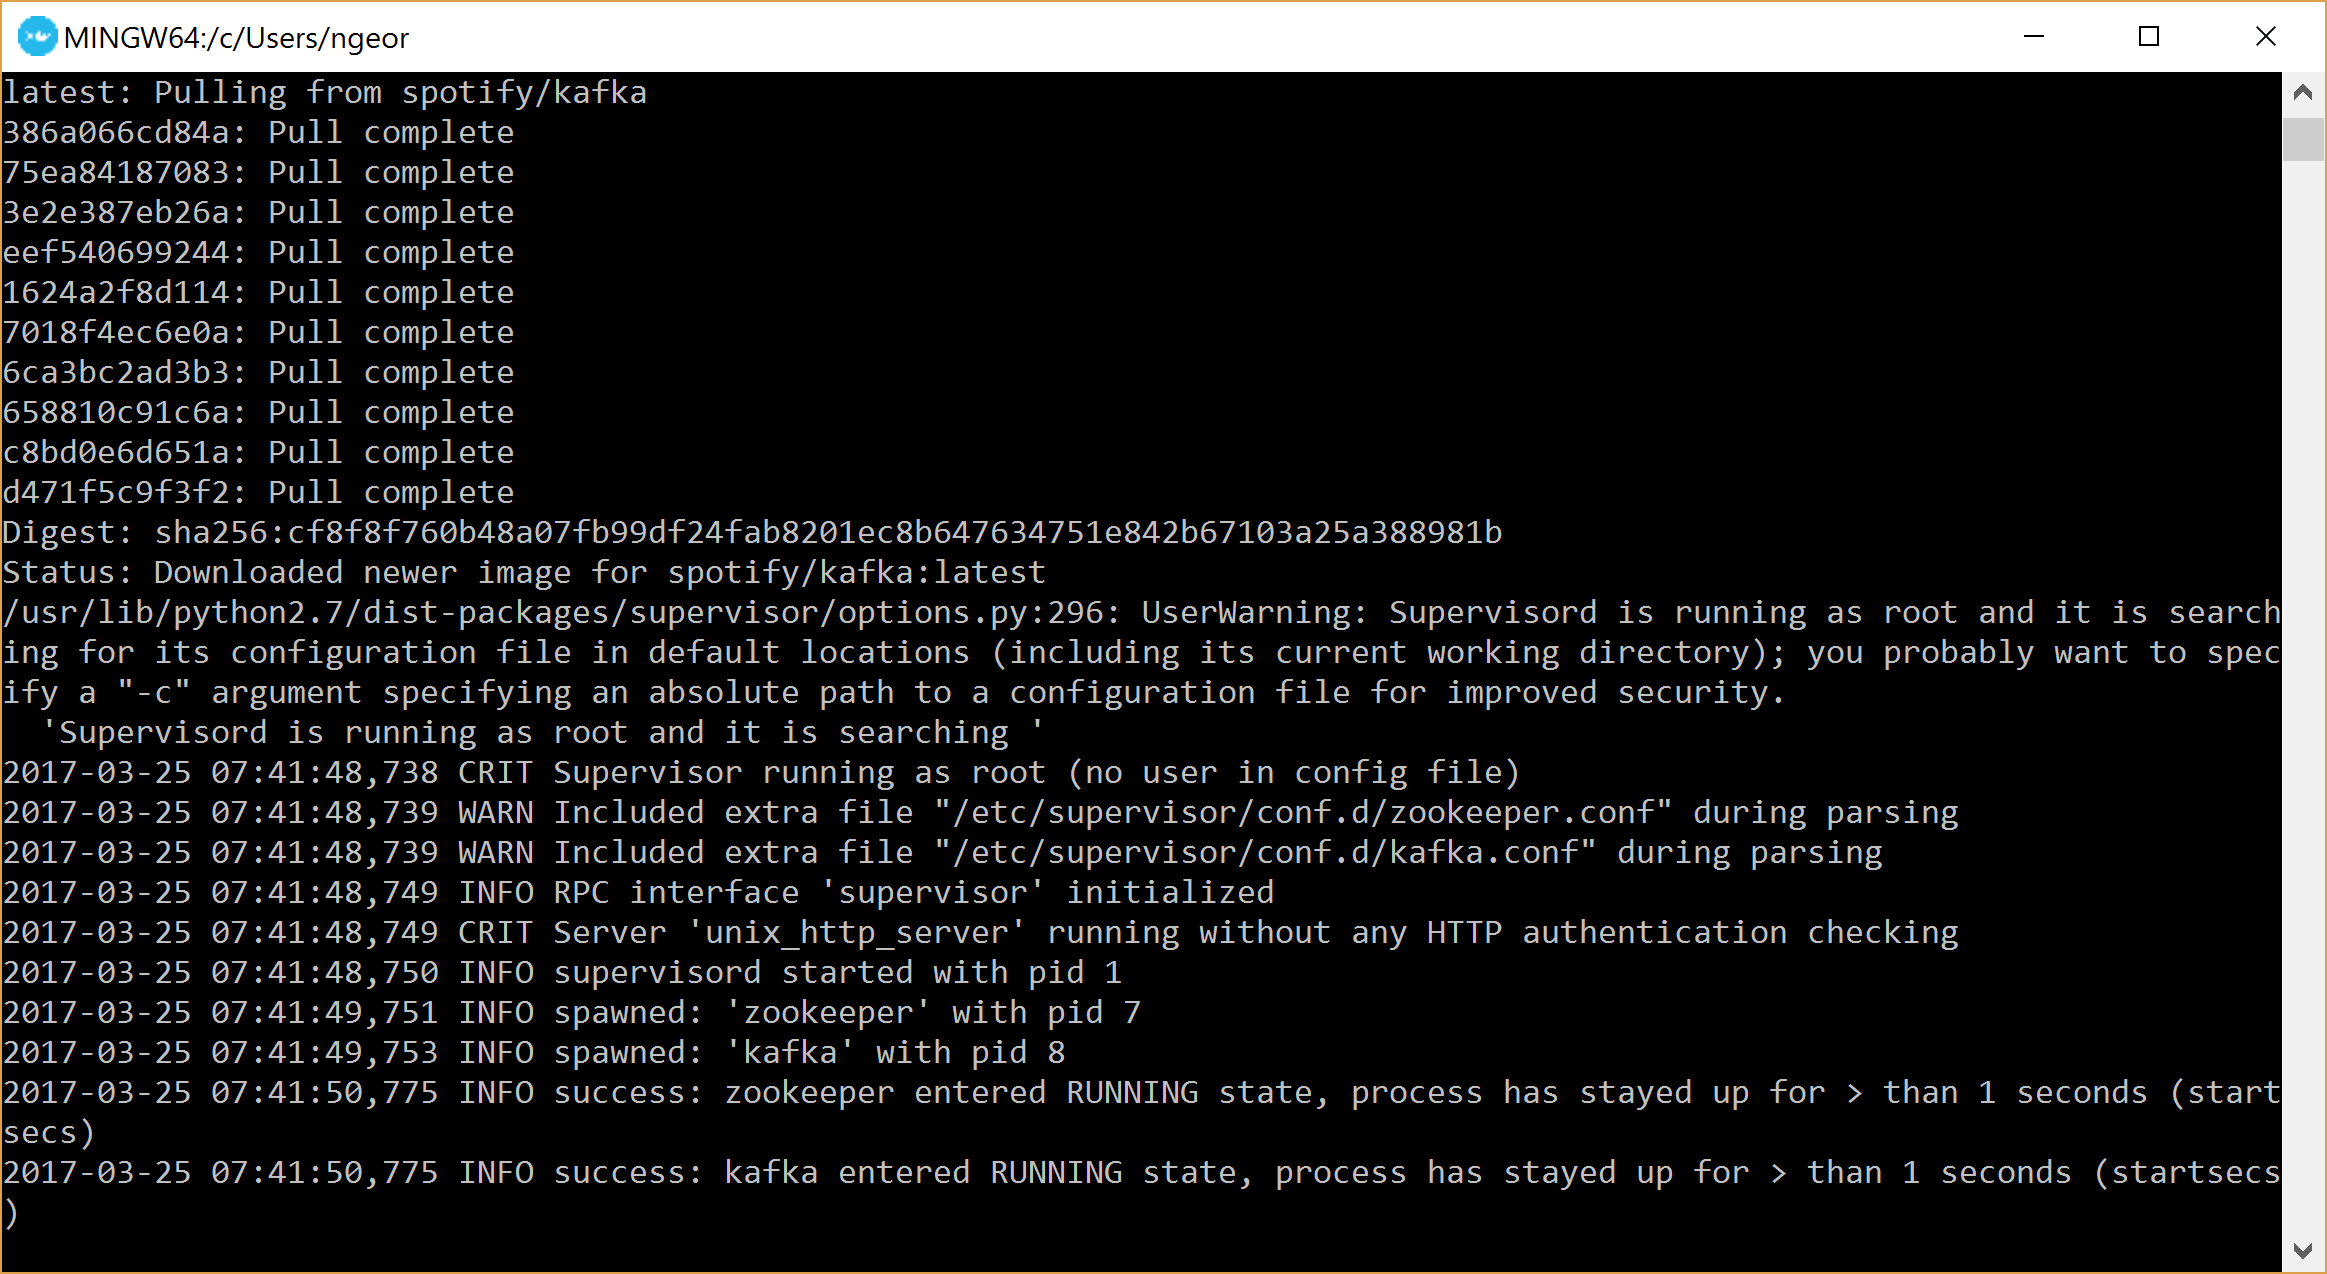 MINGW64:/c/Users/ngeor
latest: Pulling from spotify/kafka
386a066cd84a: Pull complete
75ea84187083: Pull complete
3e2e387eb26a: Pull complete
eef540699244: Pull complete
1624a2f8d114: Pull complete
7018f4ec6e0a: Pull complete
6ca3bc2ad3b3: Pull complete
658810c91c6a: Pull complete
c8bd0e6d651a: Pull complete
d471f5c9f3f2: Pull complete
Digest: sha256:cf8f8f760b48a07fb99df24fab8201ec8b647634751e842b67103a25a388981b
Status: Downloaded newer image for spotify/kafka:latest
/usr/lib/python2.7/dist-packages/supervisor/options.py:296: UserWarning: Supervisord is running as root and it is search
ing for its configuration file in default locations (including its current working directory); you probably want to spec
ify a "-c" argument specifying an absolute path to a configuration file for improved security.
  'Supervisord is running as root and it is searching '
2017-03-25 07:41:48,738 CRIT Supervisor running as root (no user in config file)
2017-03-25 07:41:48,739 WARN Included extra file "/etc/supervisor/conf.d/zookeeper.conf" during parsing
2017-03-25 07:41:48,739 WARN Included extra file "/etc/supervisor/conf.d/kafka.conf" during parsing
2017-03-25 07:41:48,749 INFO RPC interface 'supervisor' initialized
2017-03-25 07:41:48,749 CRIT Server 'unix_http_server' running without any HTTP authentication checking
2017-03-25 07:41:48,750 INFO supervisord started with pid 1
2017-03-25 07:41:49,751 INFO spawned: 'zookeeper' with pid 7
2017-03-25 07:41:49,753 INFO spawned: 'kafka' with pid 8
2017-03-25 07:41:50,775 INFO success: zookeeper entered RUNNING state, process has stayed up for > than 1 seconds (start
secs)
2017-03-25 07:41:50,775 INFO success: kafka entered RUNNING state, process has stayed up for > than 1 seconds (startsecs
)